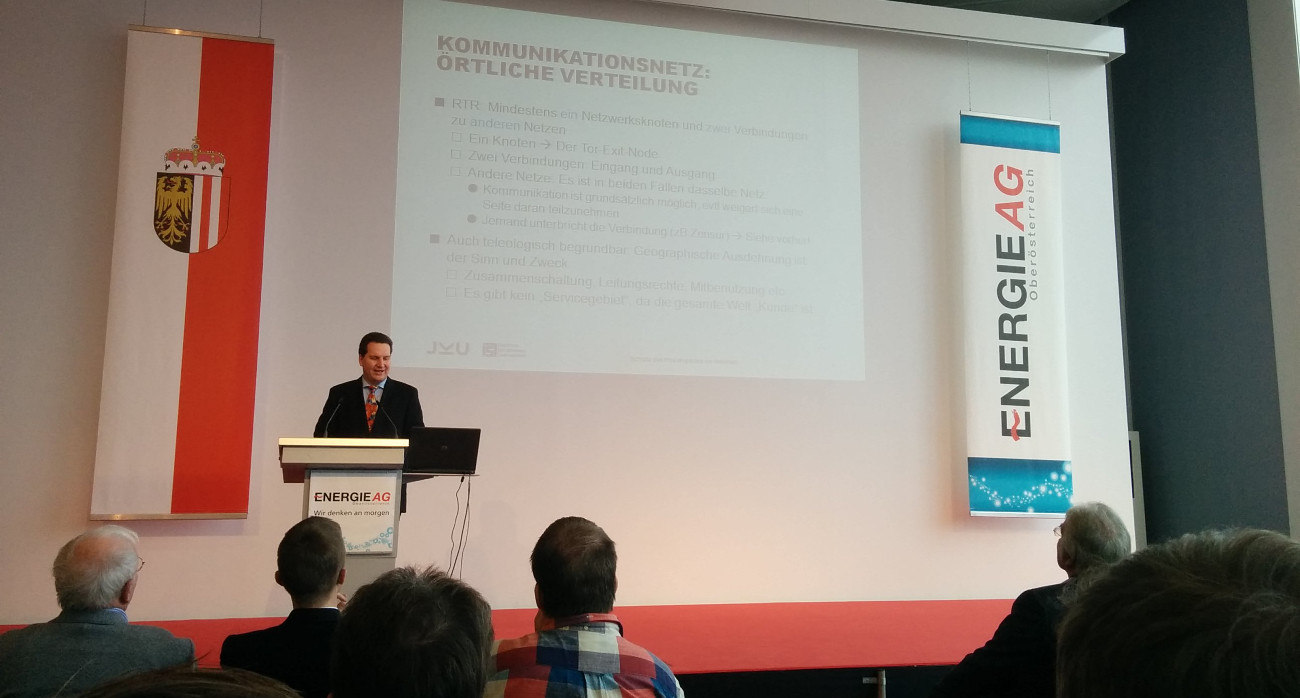 KOMMUNIKATIONSNETZ:
ÖRTLICHE VERTEILUNG
RTR: Mindestens ein Netzwerksknoten und zwei Verbindungen
zu anderen Netzen
Ein Knoten → Der Tor-Exit-Node
Zwei Verbindungen: Eingang und Ausgang
Andere Netze: Es ist in beiden Fällen dasselbe Netz
Kommunikation ist grundsätzlich möglich, evtl weigert sich eine
Seite daran teilzunehmen
Jemand unterbricht die Verbindung (zB Zensur) → Siehe vorher!
Auch teleologisch begründbar: Geographische Ausdehnung ist
der Sinn und Zweck
Zusammenschaltung, Leitungsrechte, Mitbenutzung etc
Es gibt kein „Servicegebiet", da die gesamte Welt „Kunde" ist
JKU
ENERGIE AG
Oberösterreich
ENERGIE AG
Wir denken an morgen